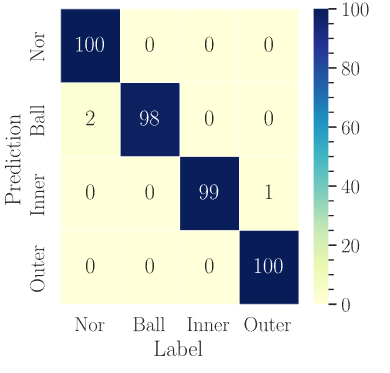 Prediction
Nor 100 0 0 0
Ball 2 98 0 0
Inner 0 0 99 1
Outer 0 0 0 100
Nor Ball Inner Outer
Label
100
80
60
40
20
0